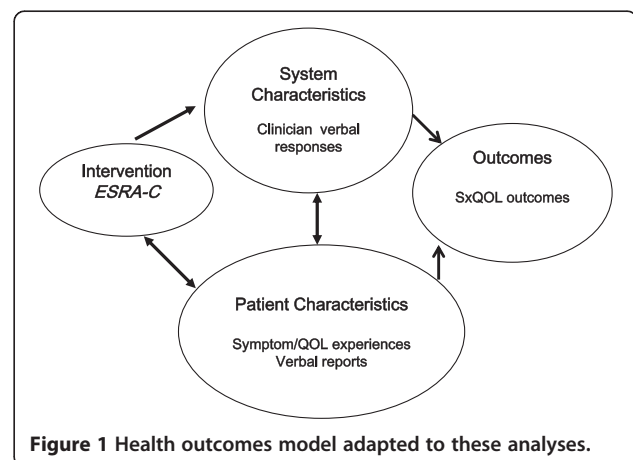 System
Characteristics
Clinician verbal
responses
Intervention
ESRA-C
Outcomes
SxQOL outcomes
Patient Characteristics
Symptom/QOL experiences
Verbal reports
Figure 1 Health outcomes model adapted to these analyses.